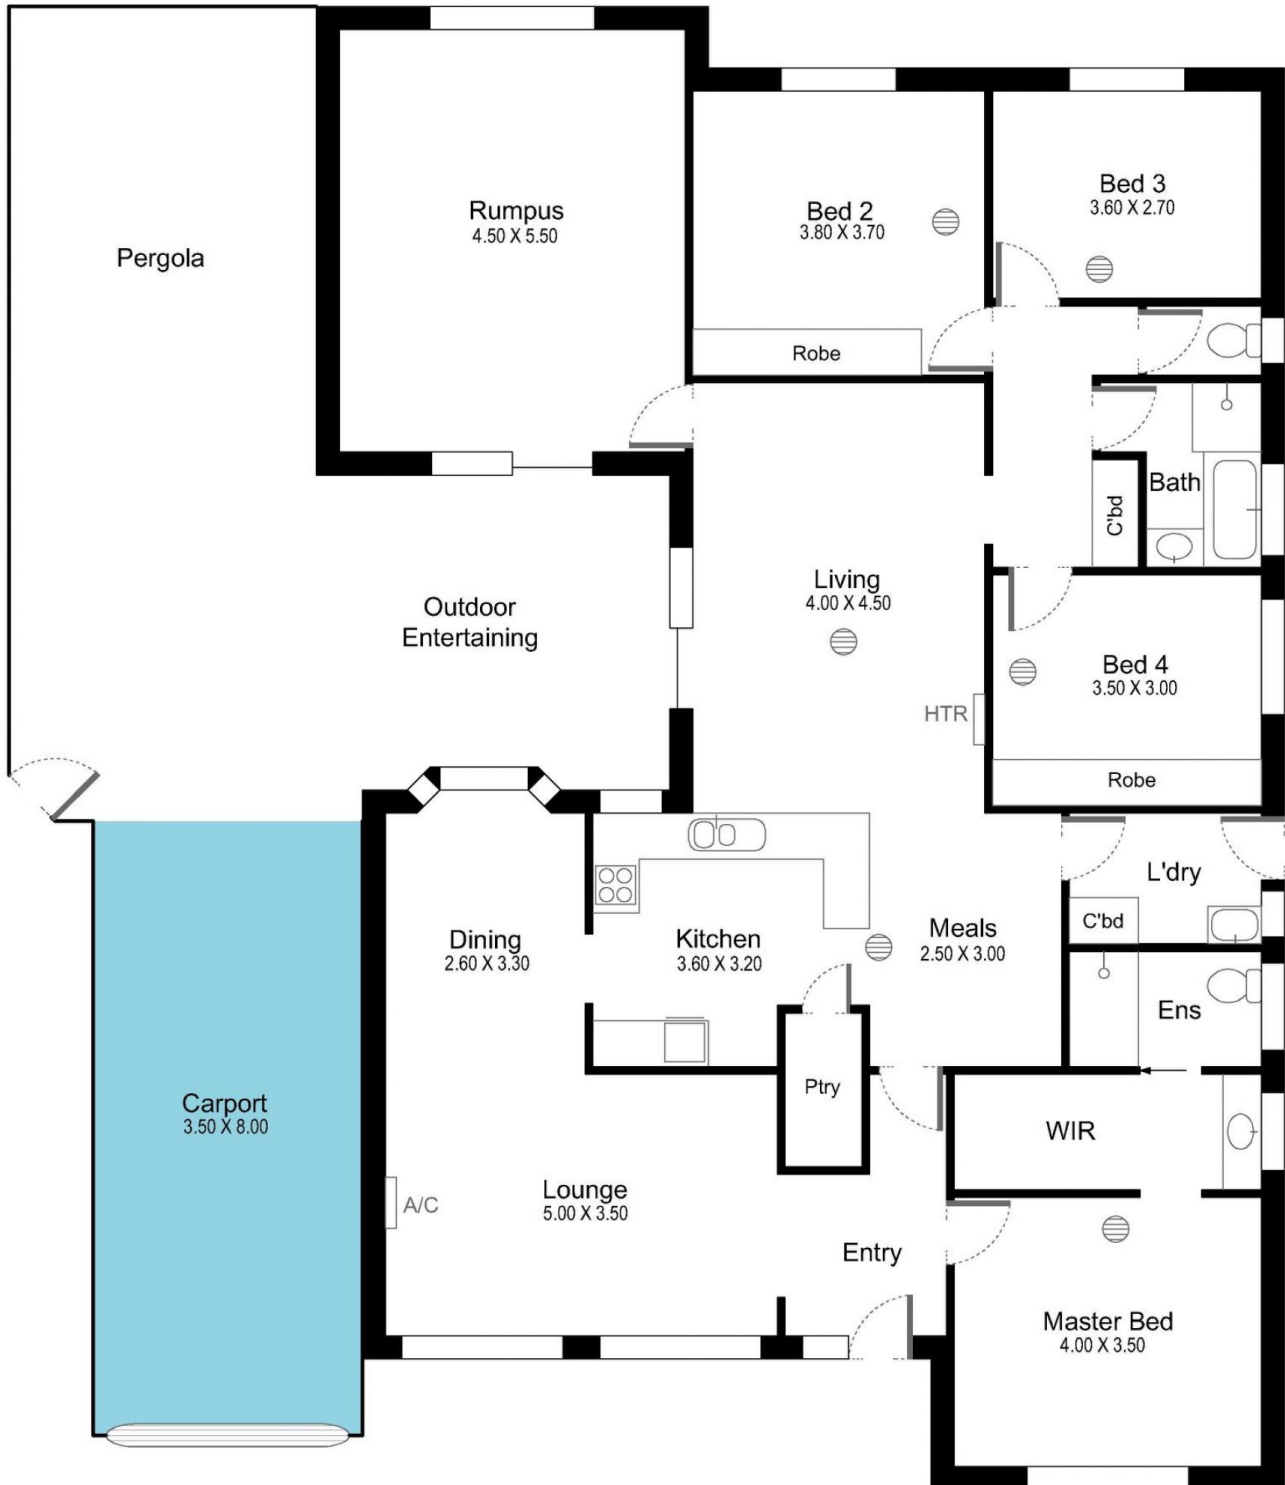 Pergola
Rumpus
4.50 X 5.50
Bed 2
3.80 X 3.70
Robe
Bed 3
3.60 X 2.70
Bath
C'bd
Living
4.00 X 4.50
HTR
Outdoor
Entertaining
Bed 4
3.50 X 3.00
Robe
L'dry
C'bd
Dining
2.60 X 3.30
Kitchen
3.60 X 3.20
Meals
2.50 X 3.00
Ens
Ptry
WIR
Carport
3.50 X 8.00
A/C
Lounge
5.00 X 3.50
Entry
Master Bed
4.00 X 3.50